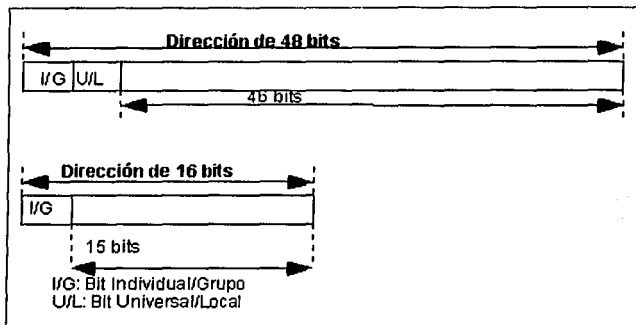 Dirección de 48 bits
I/G U/L
46 bits
Dirección de 16 bits
I/G
15 bits
I/G: Bit Individual/Grupo
U/L: Bit Universal/Local